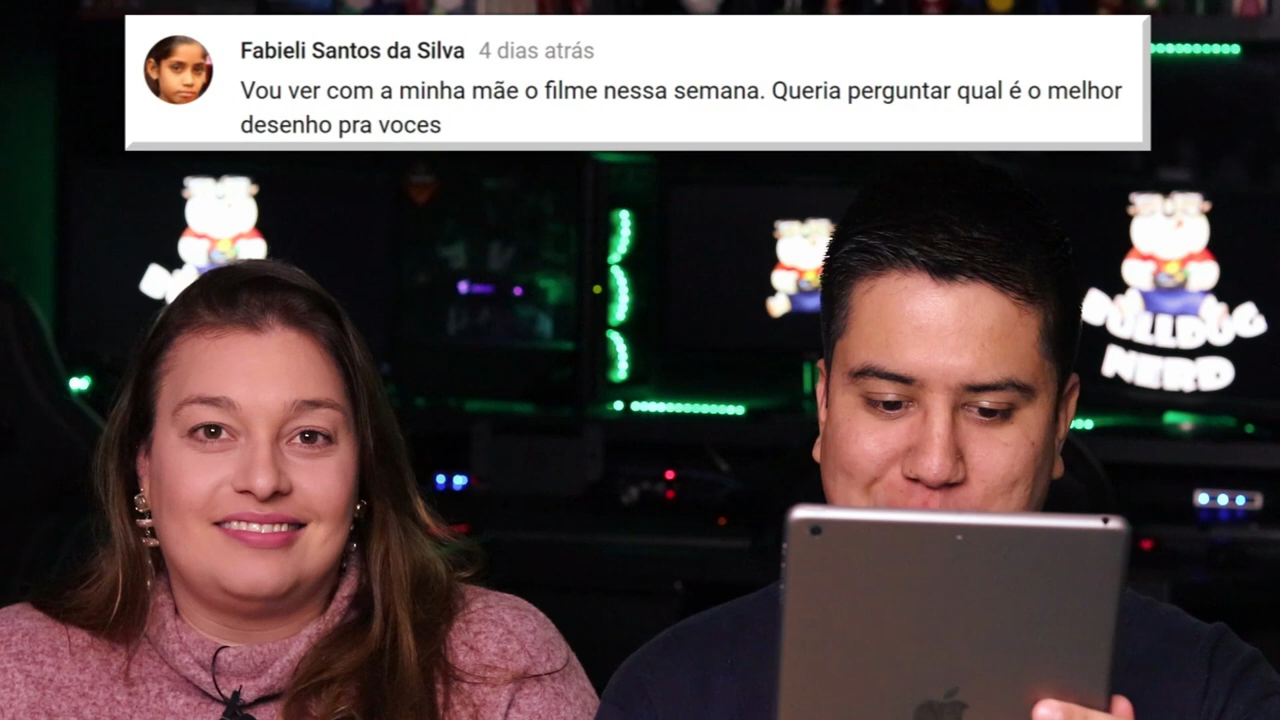 Fabieli Santos da Silva 4 dias atrás
Vou ver com a minha mãe o filme nessa semana. Queria perguntar qual é o melhor
desenho pra voces
BULLDOG
NERD